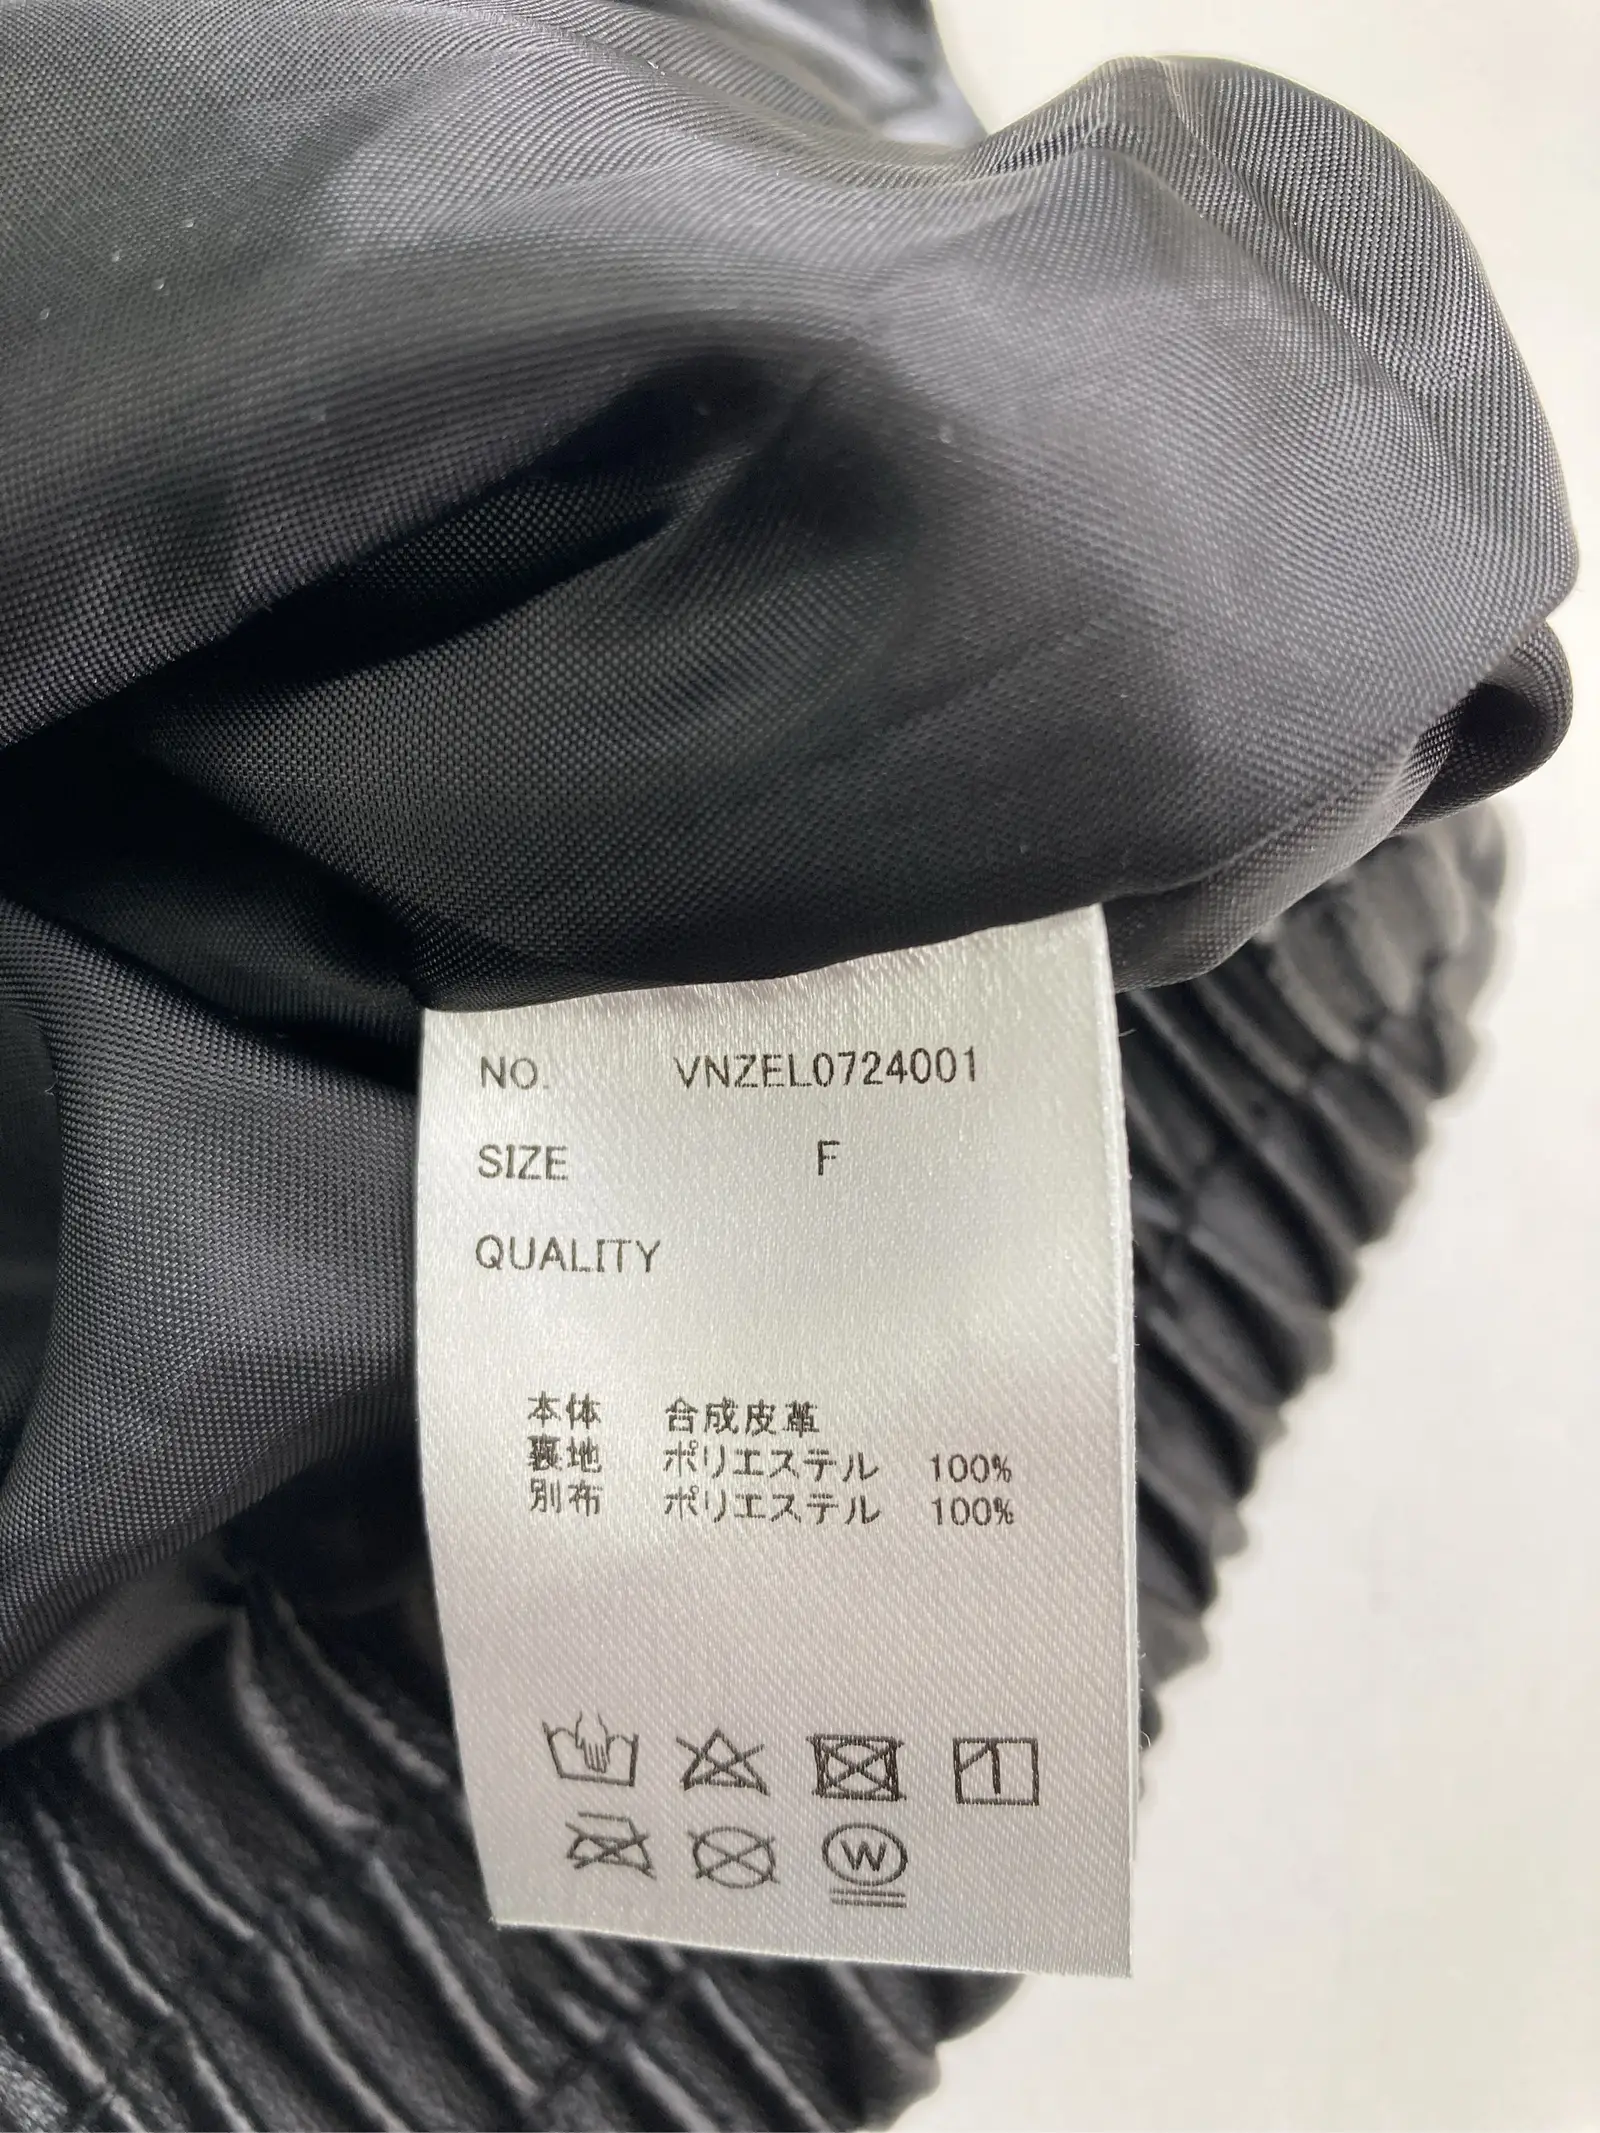 NO. VNZEL0724001
SIZE F
QUALITY
本体 合成皮革
裏地 ポリエステル 100%
別布 ポリエステル 100%
W